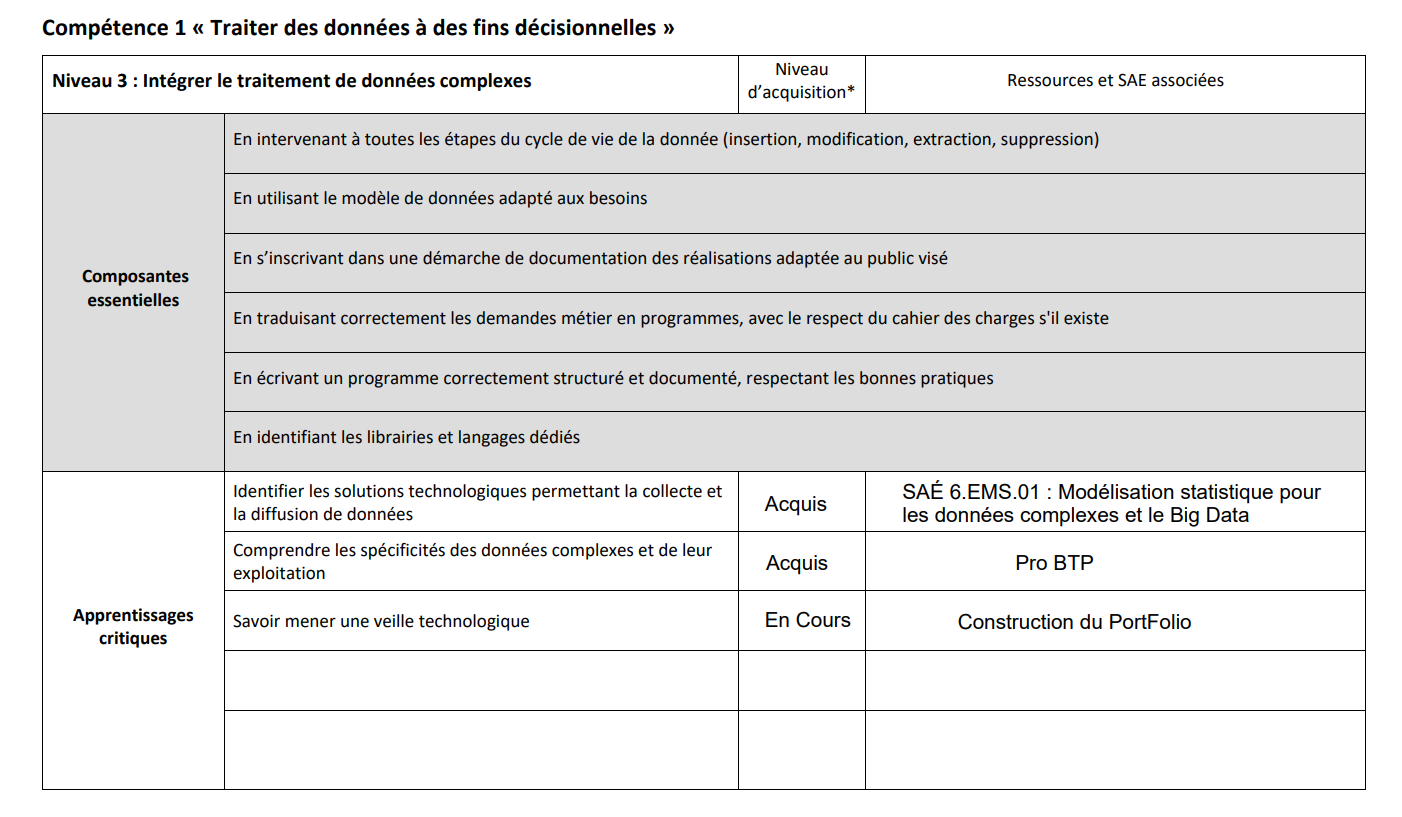 Compétence 1 « Traiter des données à des fins décisionnelles »
Niveau 3 : Intégrer le traitement de données complexes
Niveau
d’acquisition*
Ressources et SAE associées
Composantes
essentielles
En intervenant à toutes les étapes du cycle de vie de la donnée (insertion, modification, extraction, suppression)
En utilisant le modèle de données adapté aux besoins
En s’inscrivant dans une démarche de documentation des réalisations adaptée au public visé
En traduisant correctement les demandes métier en programmes, avec le respect du cahier des charges s'il existe
En écrivant un programme correctement structuré et documenté, respectant les bonnes pratiques
En identifiant les librairies et langages dédiés
Apprentissages
critiques
Identifier les solutions technologiques permettant la collecte et
la diffusion de données
Acquis
SAÉ 6.EMS.01 : Modélisation statistique pour
les données complexes et le Big Data
Comprendre les spécificités des données complexes et de leur
exploitation
Acquis
Pro BTP
Savoir mener une veille technologique
En Cours
Construction du PortFolio